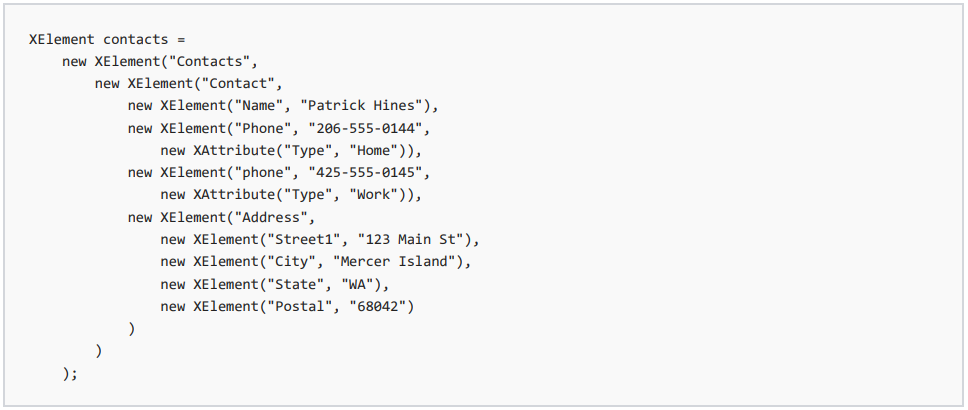 XElement contacts =
    new XElement("Contacts",
        new XElement("Contact",
            new XElement("Name", "Patrick Hines"),
            new XElement("Phone", "206-555-0144",
                new XAttribute("Type", "Home")),
            new XElement("phone", "425-555-0145",
                new XAttribute("Type", "Work")),
            new XElement("Address",
                new XElement("Street1", "123 Main St"),
                new XElement("City", "Mercer Island"),
                new XElement("State", "WA"),
                new XElement("Postal", "68042")
            )
        )
    );